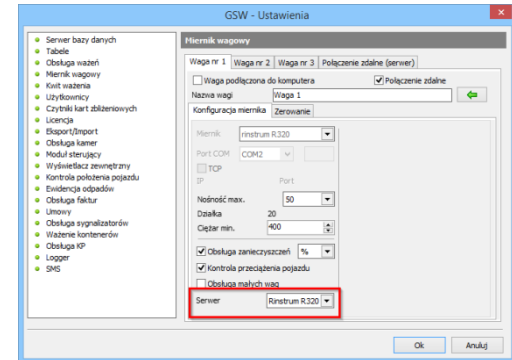 GSW - Ustawienia
Serwer bazy danych
Tabele
Obsługa ważeń
Miernik wagowy
Kwit ważenia
Użytkownicy
Czytniki kart zbliżeniowych
Licencja
Eksport/Import
Obsługa kamer
Moduł sterujący
Wyświetlacz zewnętrzny
Kontrola położenia pojazdu
Ewidencja odpadów
Obsługa faktur
Umowy
Obsługa sygnalizatorów
Ważenie kontenerów
Obsługa KP
Logger
SMS
Miernik wagowy
Waga nr 1 Waga nr 2 Waga nr 3 Połączenie zdalne (serwer)
Waga podłączona do komputera Połączenie zdalne
Nazwa wagi Waga 1
Konfiguracja miernika Zerowanie
Miernik rinstrum R320
Port COM COM2
TCP
IP Port
Nośność max. 50
Działka 20
Ciężar min. 400
Obsługa zanieczyszczeń %
Kontrola przeciążenia pojazdu
Obsługa małych wag
Serwer Rinstrum R320
Ok Anuluj